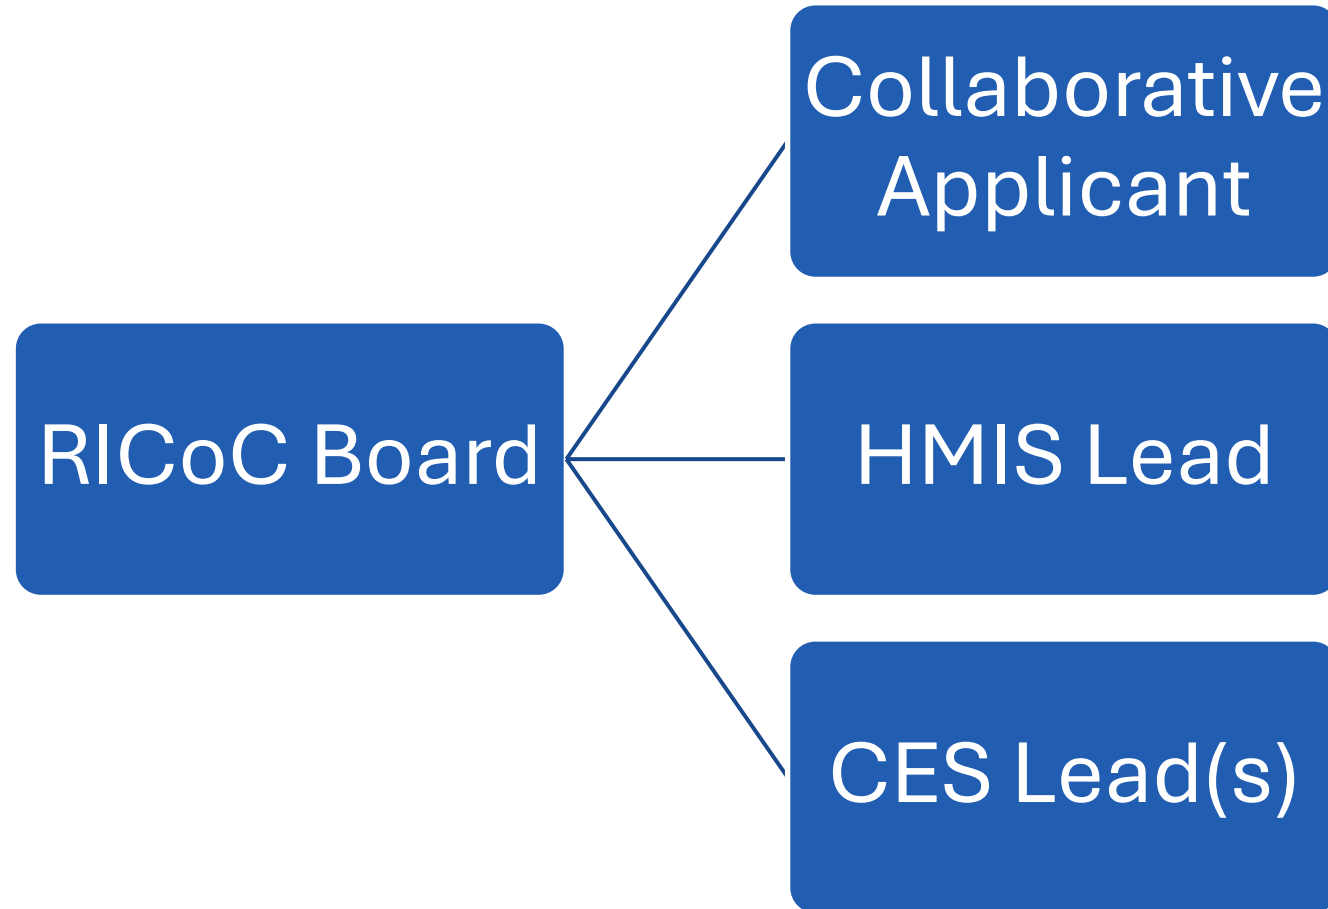 Collaborative
Applicant
RICoC Board
HMIS Lead
CES Lead(s)